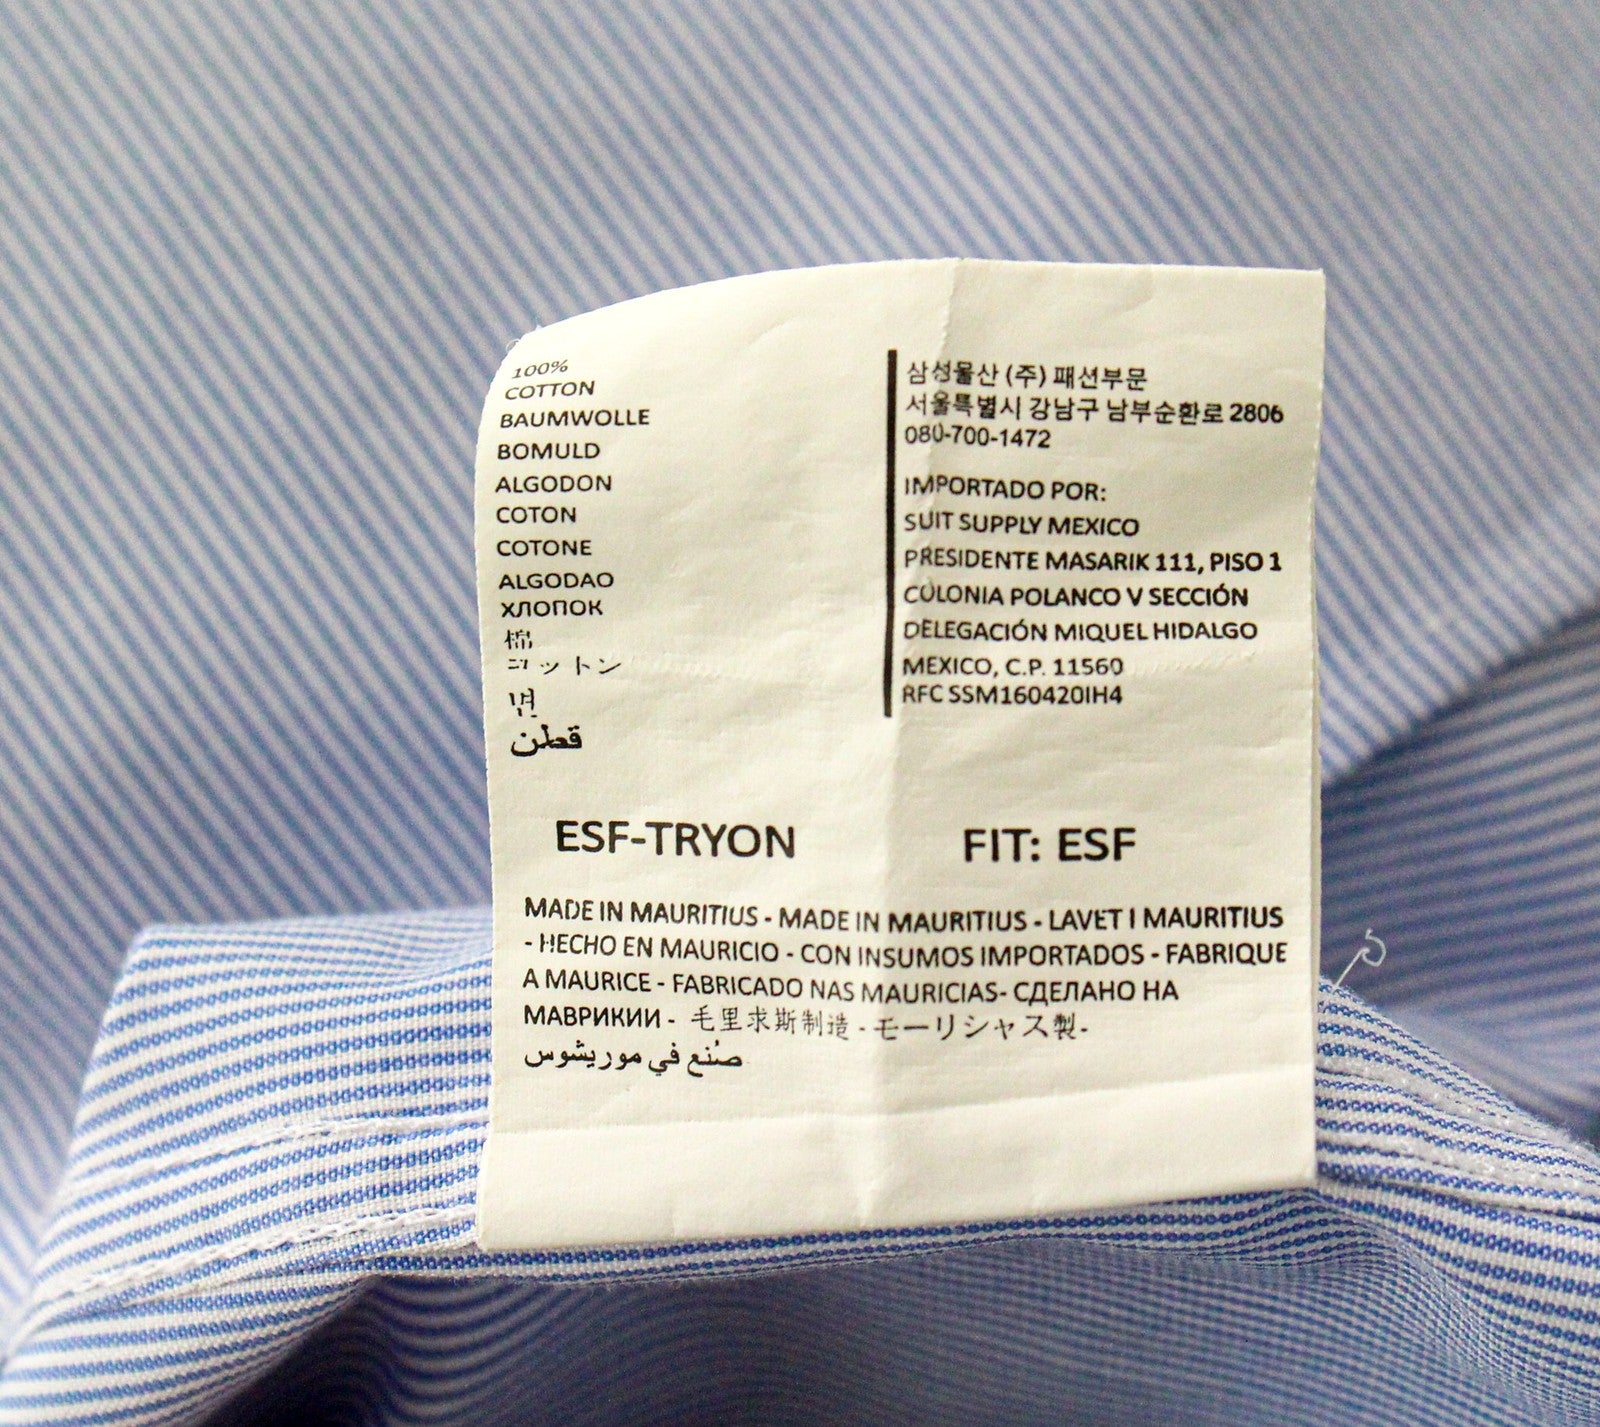 100%
COTTON
BAUMWOLLE
BOMULD
ALGODON
COTON
COTONE
ALGODAO
ХЛОПОК
棉
コットン
면
قطن
삼성물산 (주) 패션부문
서울특별시 강남구 남부순환로 2806
080-700-1472
IMPORTADO POR:
SUIT SUPPLY MEXICO
PRESIDENTE MASARIK 111, PISO 1
COLONIA POLANCO V SECCIÓN
DELEGACIÓN MIQUEL HIDALGO
MEXICO, C.P. 11560
RFC SSM160420IH4
ESF-TRYON
FIT: ESF
MADE IN MAURITIUS - MADE IN MAURITIUS - LAVET I MAURITIUS
- HECHO EN MAURICIO - CON INSUMOS IMPORTADOS - FABRIQUE
A MAURICE - FABRICADO NAS MAURICIAS- СДЕЛАНО НА
МАВРИКИИ - 毛里求斯制造 - モーリシャス製-
صُنع في موريشوس